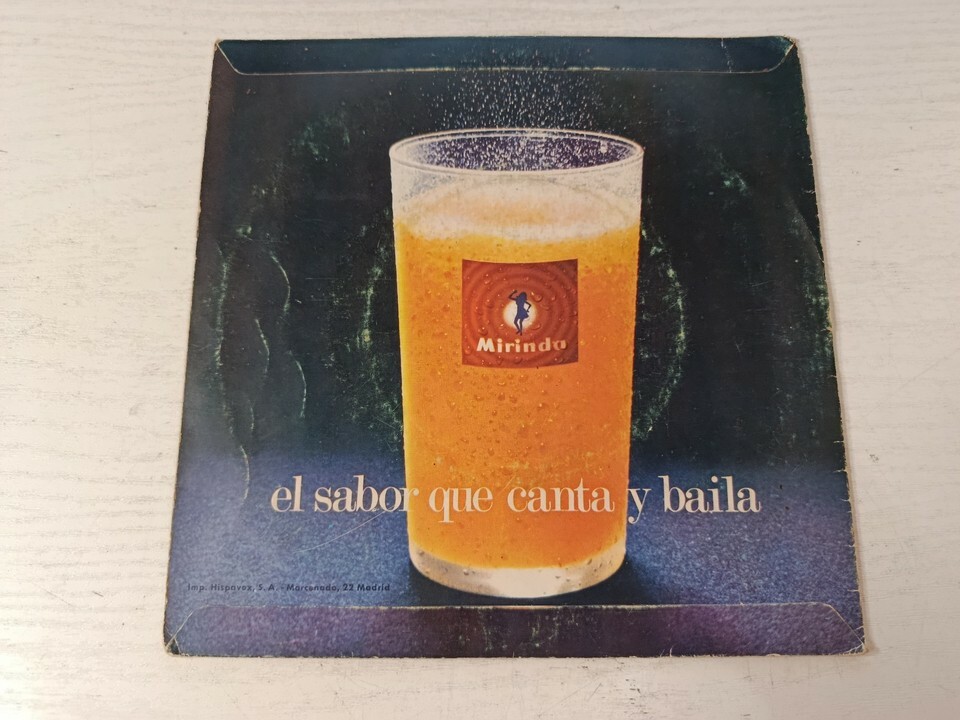 Mirinda
el sabor que canta y baila
Imp. Hispavox, S. A. - Marcenado, 22 Madrid